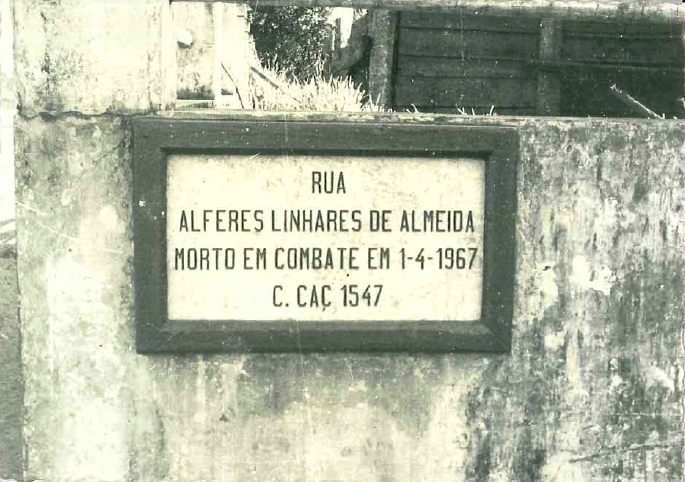 RUA
ALFERES LINHARES DE ALMEIDA
MORTO EM COMBATE EM 1-4-1967
C. CAÇ 1547